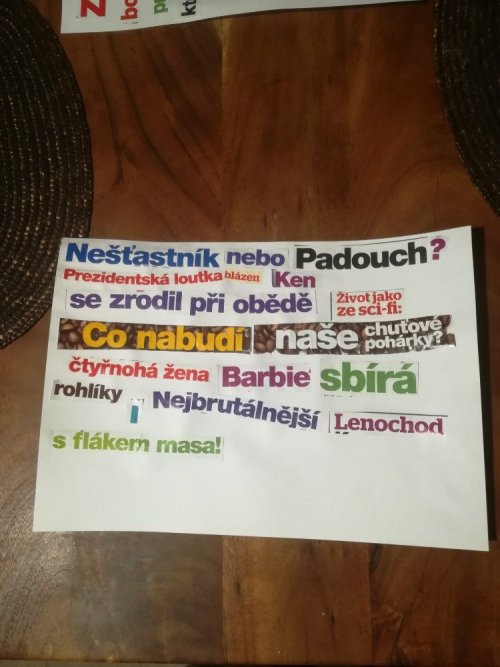 Z
Nešťastník nebo Padouch?
Prezidentská loutka blázen Ken
se zrodil při obědě Život jako ze sci-fi:
Co nabudí naše chuťové pohárky?
čtyřnohá žena Barbie sbírá
rohlíky Nejbrutálnější Lenochod
s flákem masa!